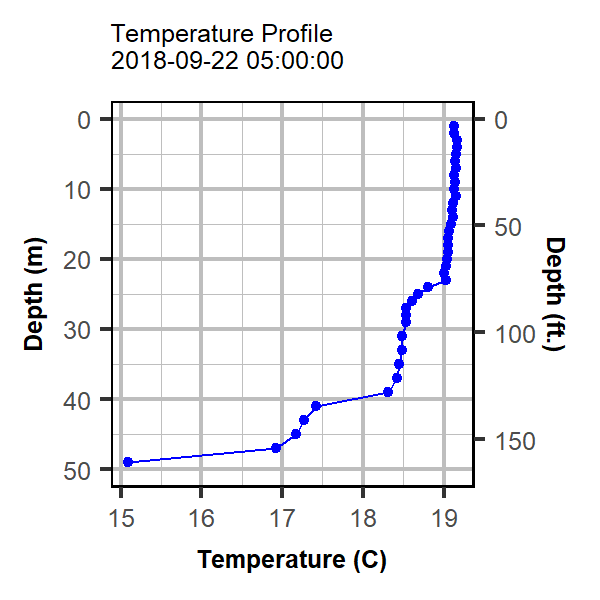 Temperature Profile
2018-09-22 05:00:00
0
10
20
30
40
50
Depth (m)
0
50
100
150
Depth (ft.)
15 16 17 18 19
Temperature (C)